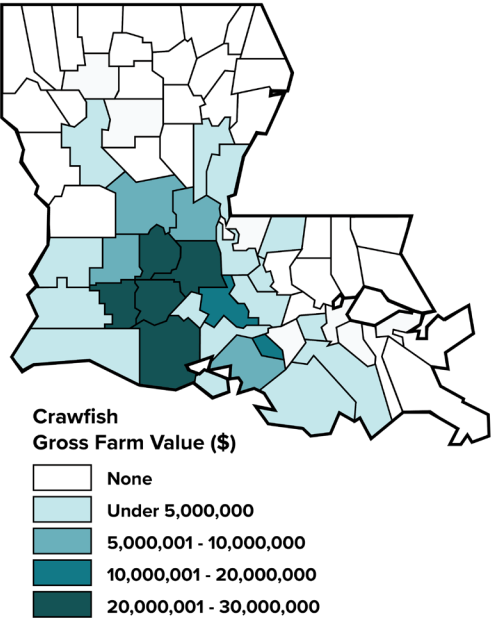 Crawfish
Gross Farm Value ($)
None
Under 5,000,000
5,000,001 - 10,000,000
10,000,001 - 20,000,000
20,000,001 - 30,000,000